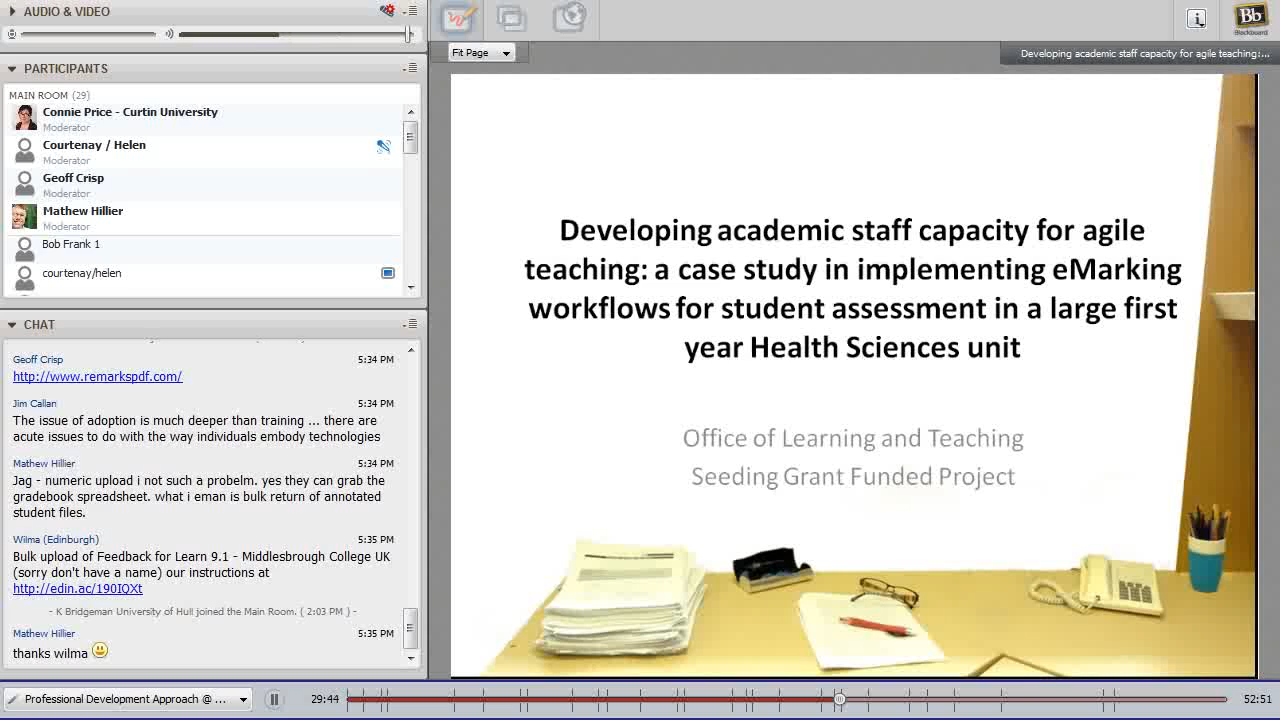 AUDIO & VIDEO
PARTICIPANTS
MAIN ROOM (29)
Connie Price - Curtin University
Moderator
Courtenay / Helen
Moderator
Geoff Crisp
Moderator
Mathew Hillier
Moderator
Bob Frank 1
courtenay/helen
CHAT
Geoff Crisp 5:34 PM
http://www.remarkspdf.com/
Jim Callan 5:34 PM
The issue of adoption is much deeper than training ... there are
acute issues to do with the way individuals embody technologies
Mathew Hillier 5:34 PM
Jag - numeric uplaid i not such a probelm. yes they can grab the
gradebook spreadsheet. what i eman is bulk return of annotated
student files.
Wilma (Edinburgh) 5:35 PM
Bulk upload of Feedback for Learn 9.1 - Middlesbrough College UK
(sorry don't have a name) our instructions at
http://edin.ac/190IQXt
- K Bridgeman University of Hull joined the Main Room. ( 2:03 PM ) -
Mathew Hillier 5:35 PM
thanks wilma
Bb
Blackboard
Fit Page
Developing academic staff capacity for agile teaching:...
Developing academic staff capacity for agile
teaching: a case study in implementing eMarking
workflows for student assessment in a large first
year Health Sciences unit
Office of Learning and Teaching
Seeding Grant Funded Project
Professional Development Approach @ ...
29:44
52:51